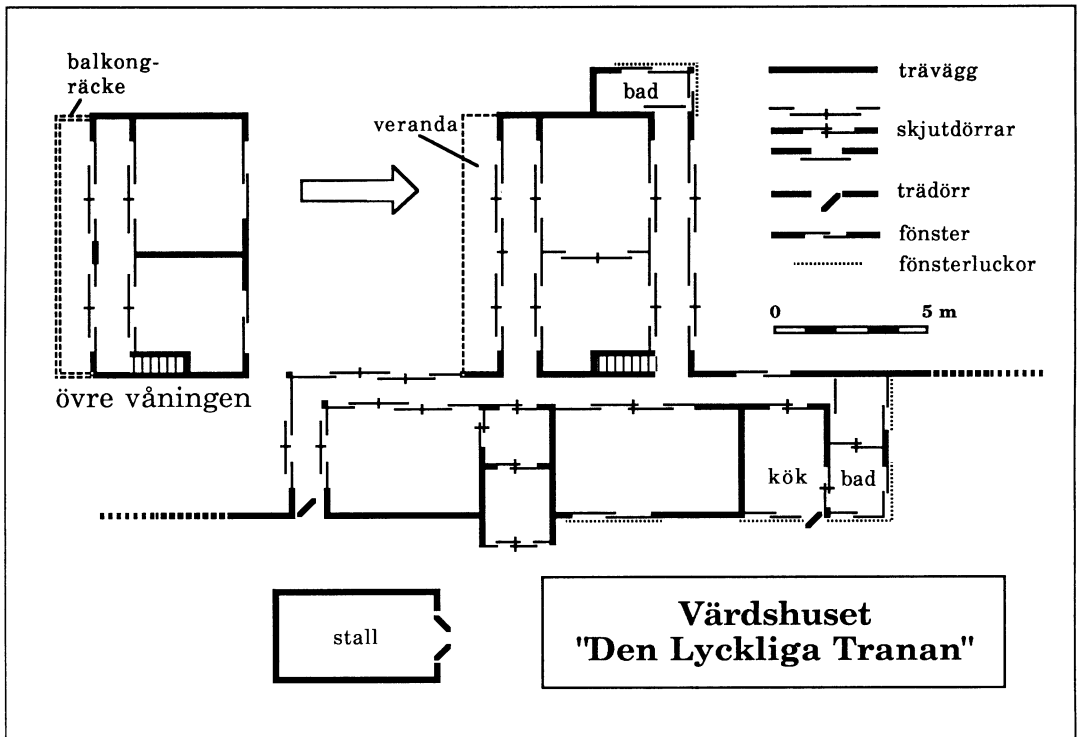 balkong-
räcke
veranda
bad
trävägg
skjutdörrar
trädörr
fönster
fönsterluckor
0 5 m
övre våningen
kök
bad
stall
Värdshuset
"Den Lyckliga Tranan"